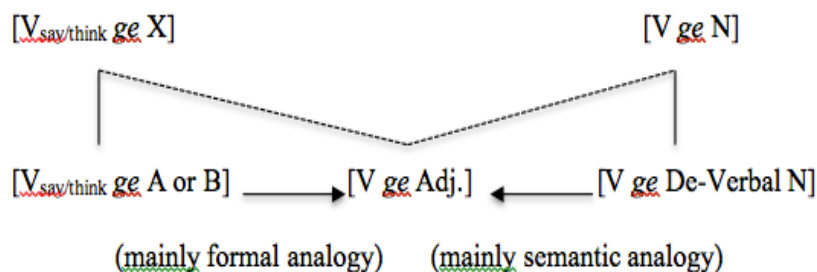 [Vsay/think ge X] [V ge N]
[Vsay/think ge A or B] [V ge Adj.] [V ge De-Verbal N]
(mainly formal analogy) (mainly semantic analogy)